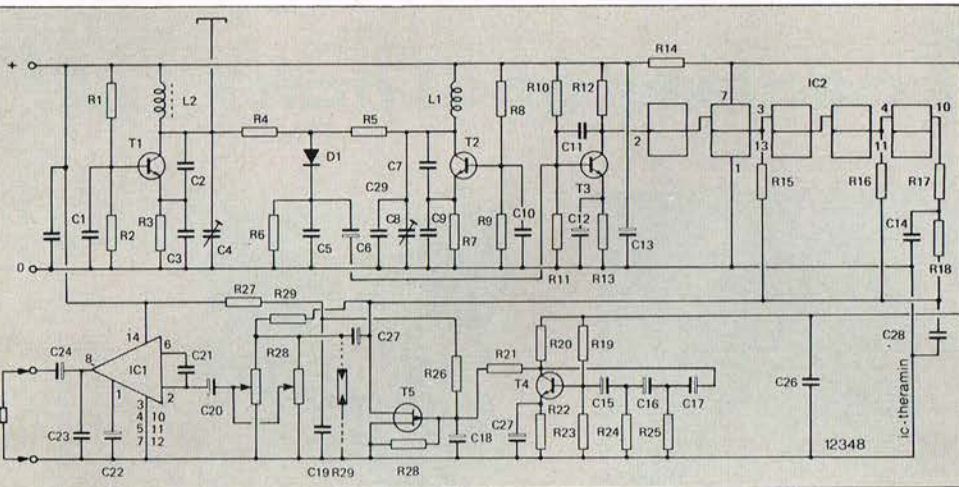 +
R1
L2
T1
C2
R4
R5
D1
L1
R8
R10
R12
R14
IC2
7
3
4
10
C7
T2
C11
2
13
11
1
T3
R15
R16
R17
C1
R2
R3
C3
C4
R6
C5
C6
C29
C8
C9
R7
R9
C10
C12
R11
R13
C13
C14
R18
0
R27
R29
C24
8
14
6
IC1
C21
1
2
3
4
5
7
10
11
12
C20
R28
C27
R26
R21
R20
R19
T4
T5
R22
C15
C16
C17
C26
C28
C23
C22
C19
R29
R28
C18
C27
R23
R24
R25
12348
ic-theramin